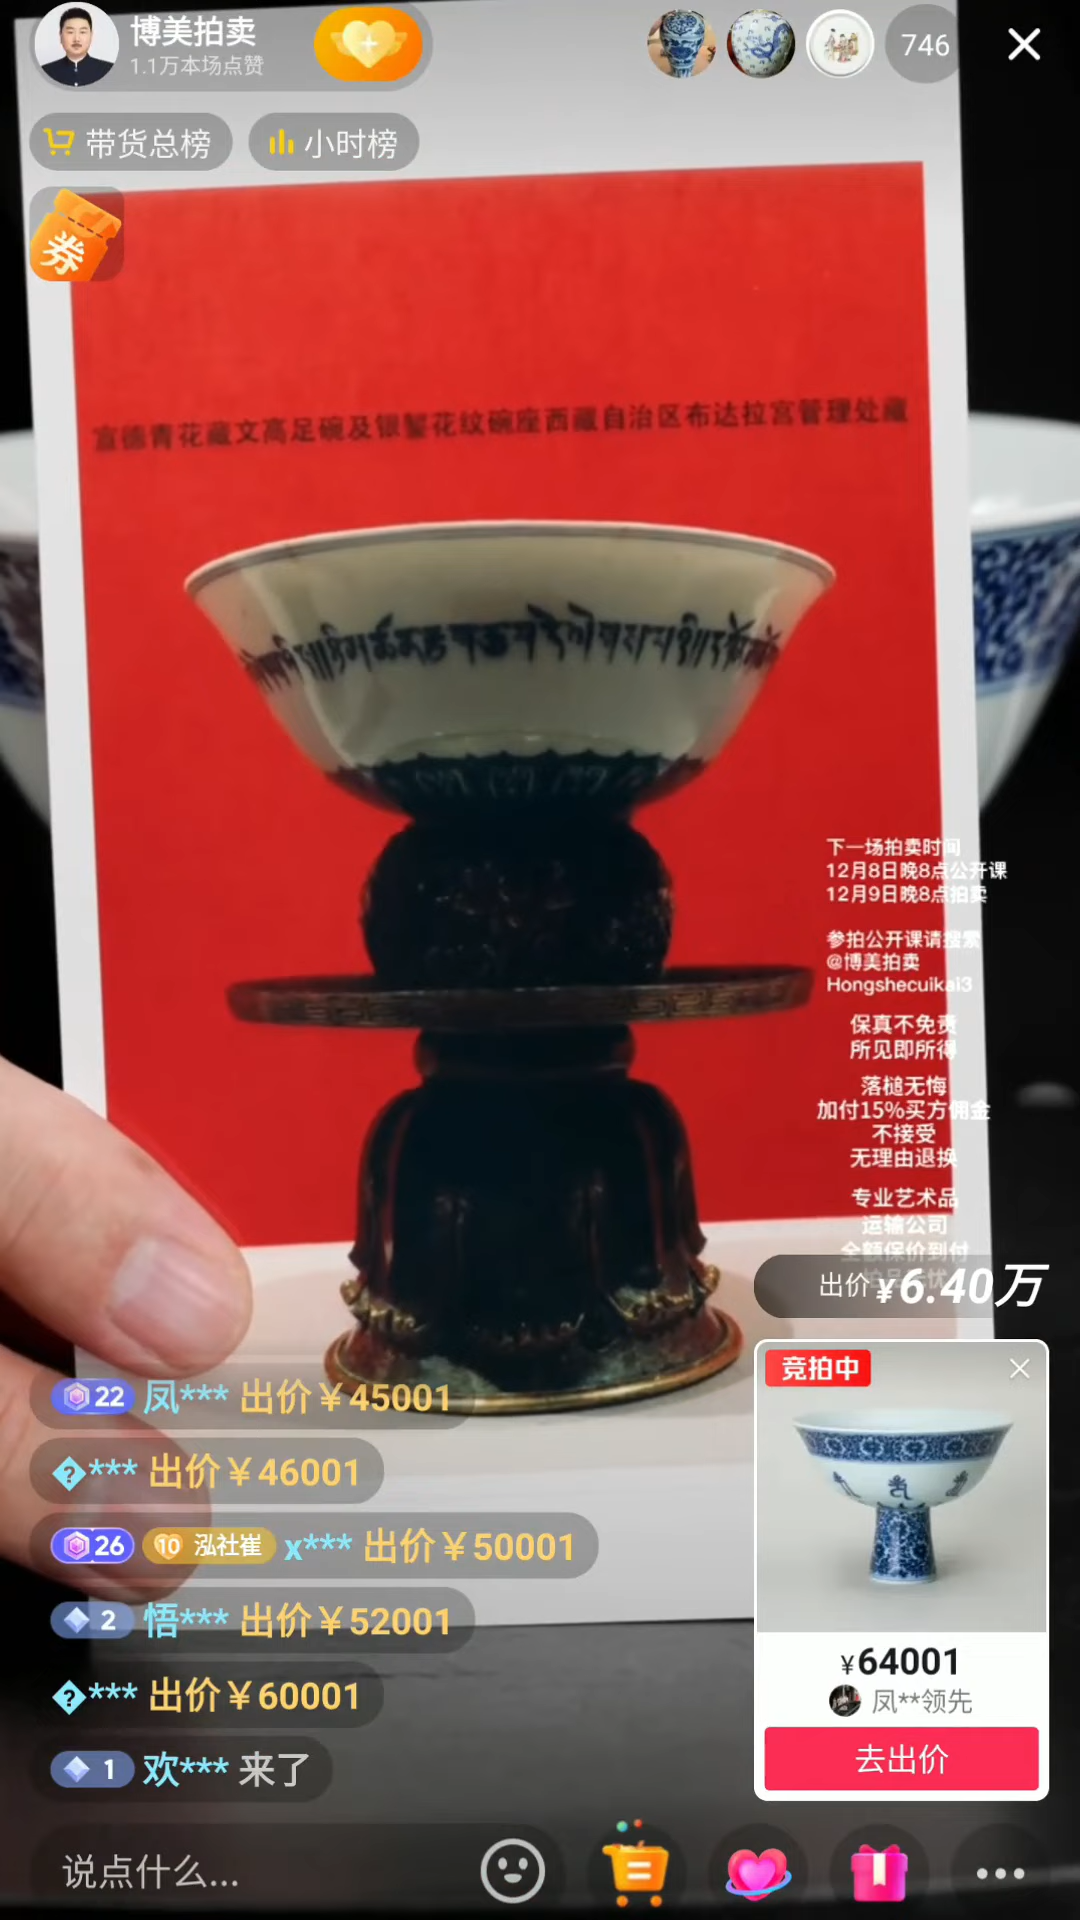 博美拍卖
1.1万本场点赞
746
带货总榜
小时榜
券
宣德青花藏文高足碗及银錾花纹碗座西藏自治区布达拉宫管理处藏
下一场拍卖时间
12月8日晚8点公开课
12月9日晚8点拍卖
参拍公开课请搜索
@博美拍卖
Hongshecuikai3
保真不免责
所见即所得
落槌无悔
加付15%买方佣金
不接受
无理由退换
专业艺术品
运输公司
全额保价到付
出价 ¥6.40万
竞拍中
22 凤*** 出价¥45001
*** 出价¥46001
26 10 泓社崔 x*** 出价¥50001
2 悟*** 出价¥52001
*** 出价¥60001
1 欢*** 来了
¥64001
凤**领先
去出价
说点什么...